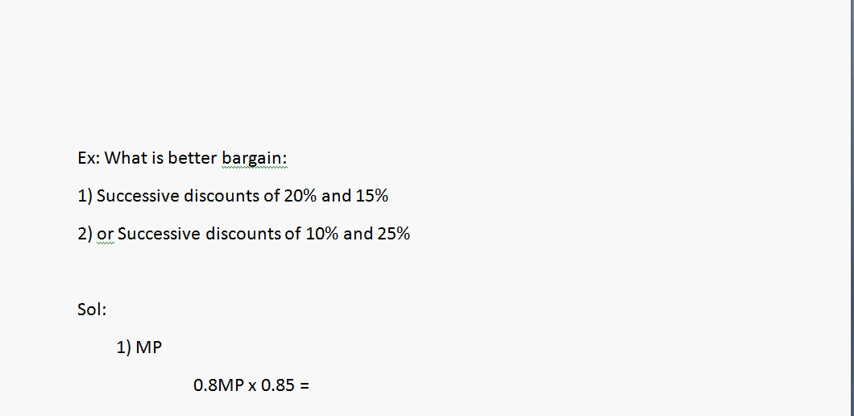 Ex: What is better bargain:
1) Successive discounts of 20% and 15%
2) or Successive discounts of 10% and 25%
Sol:
1) MP
0.8MP x 0.85 =